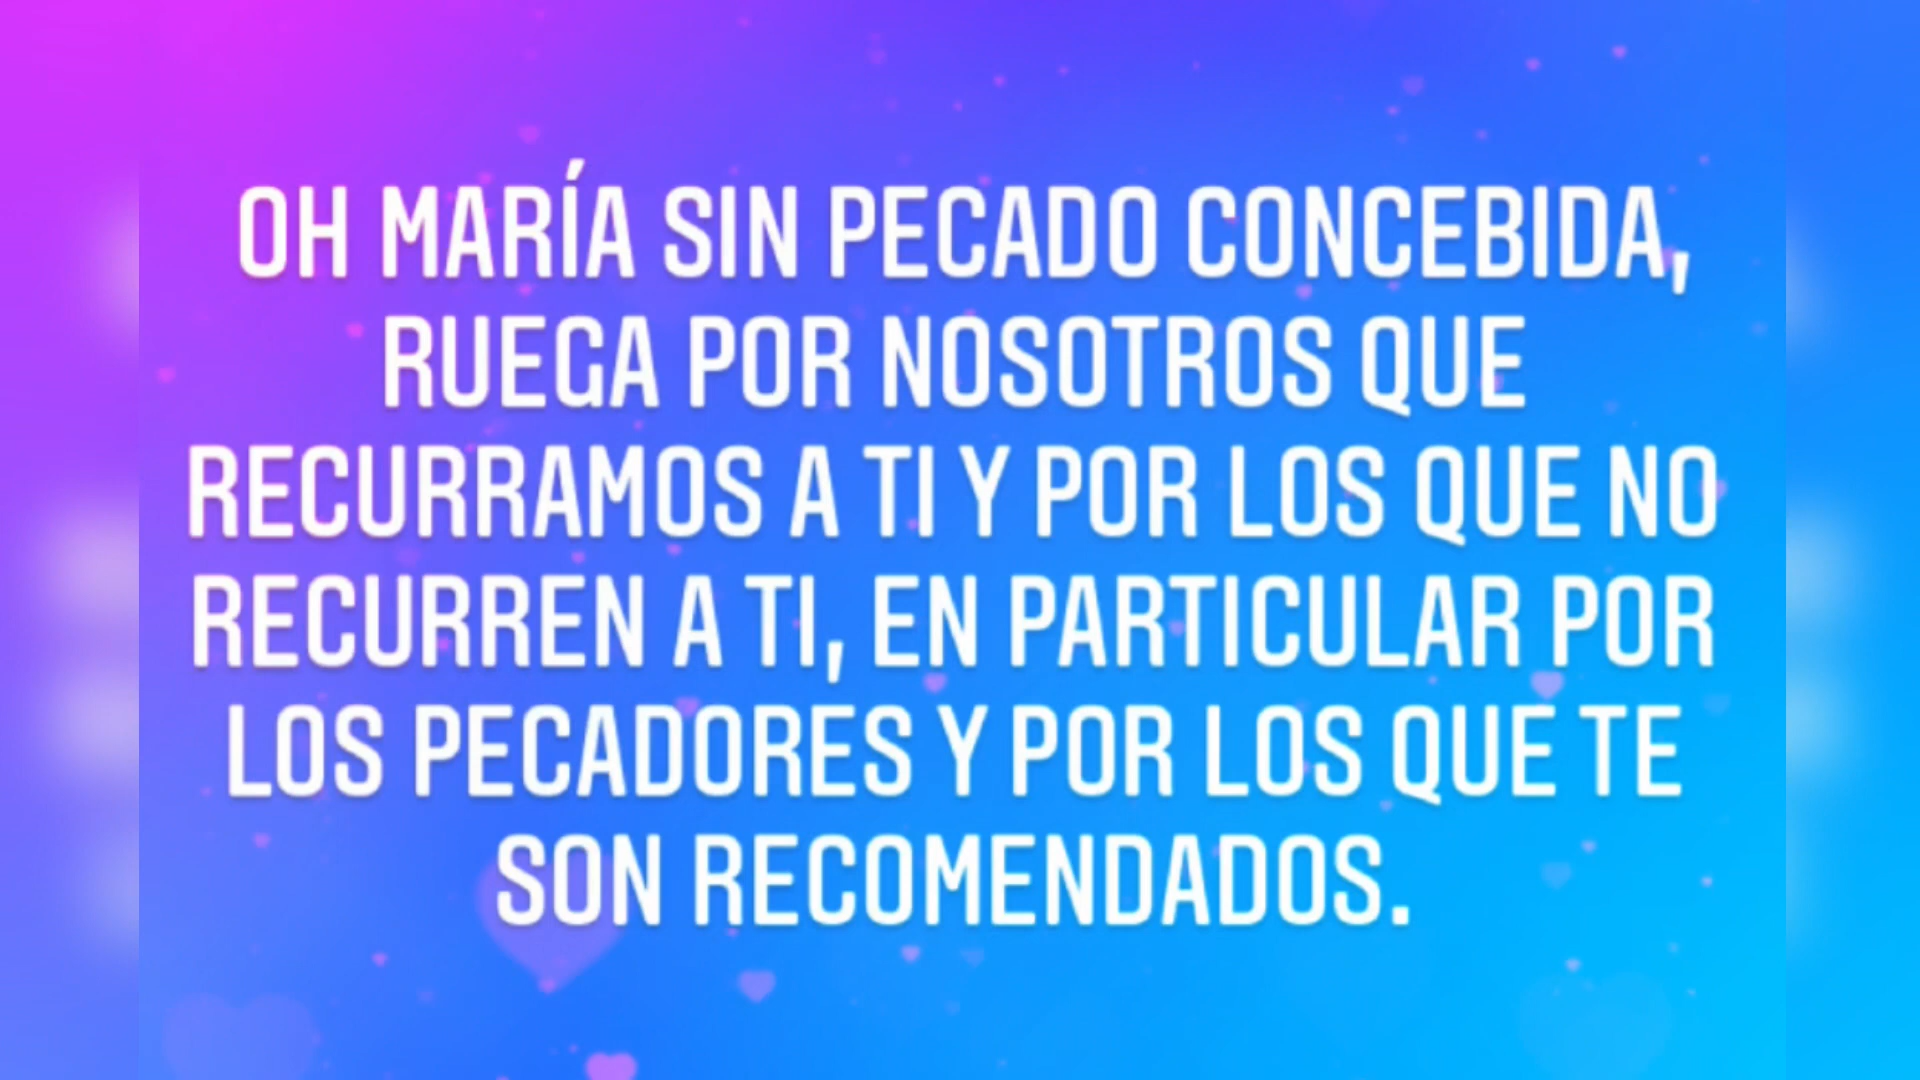 OH MARÍA SIN PECADO CONCEBIDA,
RUEGA POR NOSOTROS QUE
RECURRAMOS A TI Y POR LOS QUE NO
RECURREN A TI, EN PARTICULAR POR
LOS PECADORES Y POR LOS QUE TE
SON RECOMENDADOS.